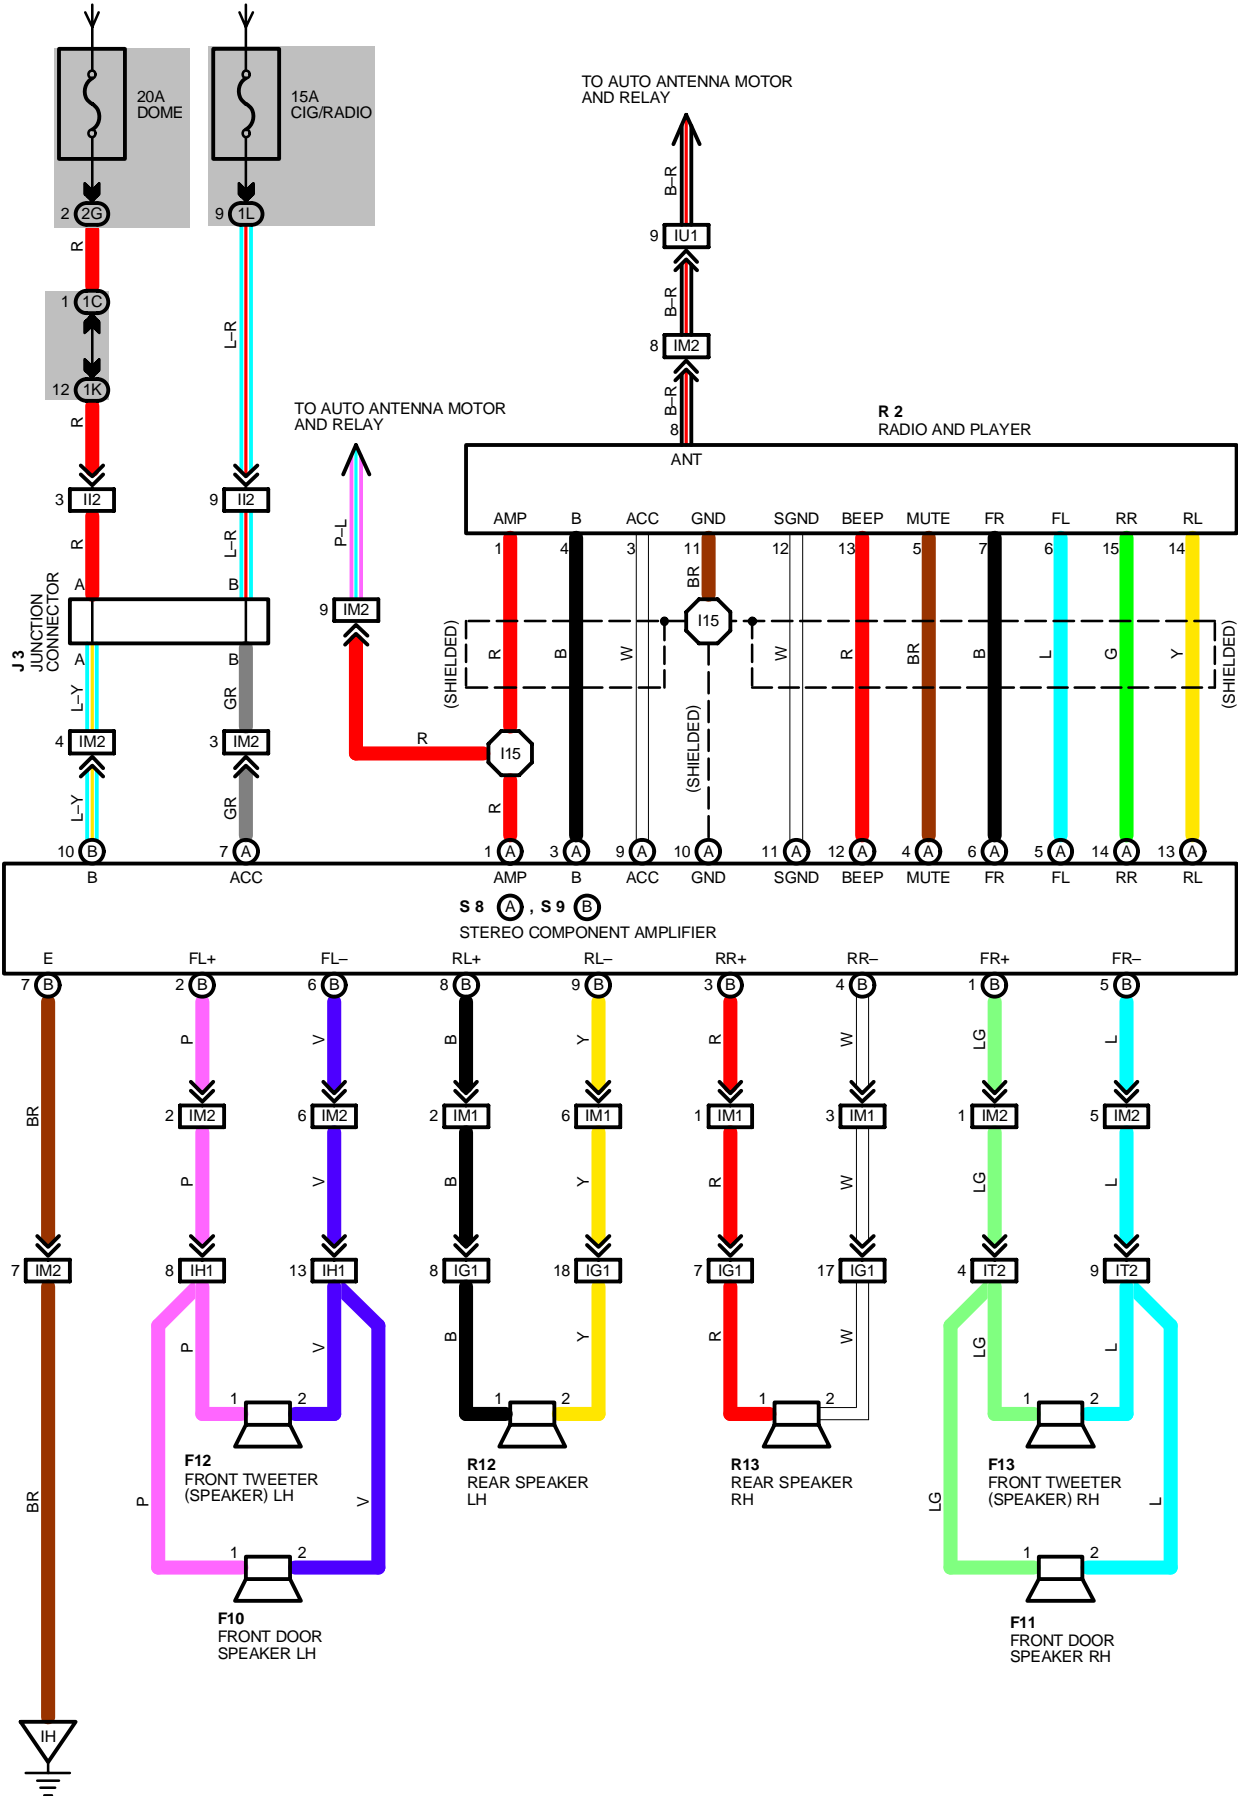 TO AUTO ANTENNA MOTOR
AND RELAY
20A
DOME
15A
CIG/RADIO
2 2G
9 1L
R
B–R
9 IU1
1 1C
L–R
B–R
8 IM2
12 1K
R
B–R
8
TO AUTO ANTENNA MOTOR
AND RELAY
R 2
RADIO AND PLAYER
ANT
3 II2
9 II2
P–L
AMP B ACC GND SGND BEEP MUTE FR FL RR RL
1 4 3 11 12 13 5 7 6 15 14
R
L–R
BR
A B
9 IM2
I15
J 3
JUNCTION
CONNECTOR
(SHIELDED)
R B W W R BR B L G Y
(SHIELDED)
A B
L–Y
GR
(SHIELDED)
4 IM2
3 IM2
R
I15
L–Y
GR
R
10 B
7 A
1 A
3 A
9 A
10 A
11 A
12 A
4 A
6 A
5 A
14 A
13 A
B ACC AMP B ACC GND SGND BEEP MUTE FR FL RR RL
S 8 A , S 9 B
STEREO COMPONENT AMPLIFIER
E FL+ FL– RL+ RL– RR+ RR– FR+ FR–
7 B
2 B
6 B
8 B
9 B
3 B
4 B
1 B
5 B
P V B Y R W LG L
BR
2 IM2
6 IM2
2 IM1
6 IM1
1 IM1
3 IM1
1 IM2
5 IM2
P V B Y R W LG L
7 IM2
8 IH1
13 IH1
8 IG1
18 IG1
7 IG1
17 IG1
4 IT2
9 IT2
P V B Y R W LG L
1 2
1 2
1 2
1 2
F12
FRONT TWEETER
(SPEAKER) LH
R12
REAR SPEAKER
LH
R13
REAR SPEAKER
RH
F13
FRONT TWEETER
(SPEAKER) RH
BR
P V
LG L
1 2
1 2
F10
FRONT DOOR
SPEAKER LH
F11
FRONT DOOR
SPEAKER RH
IH